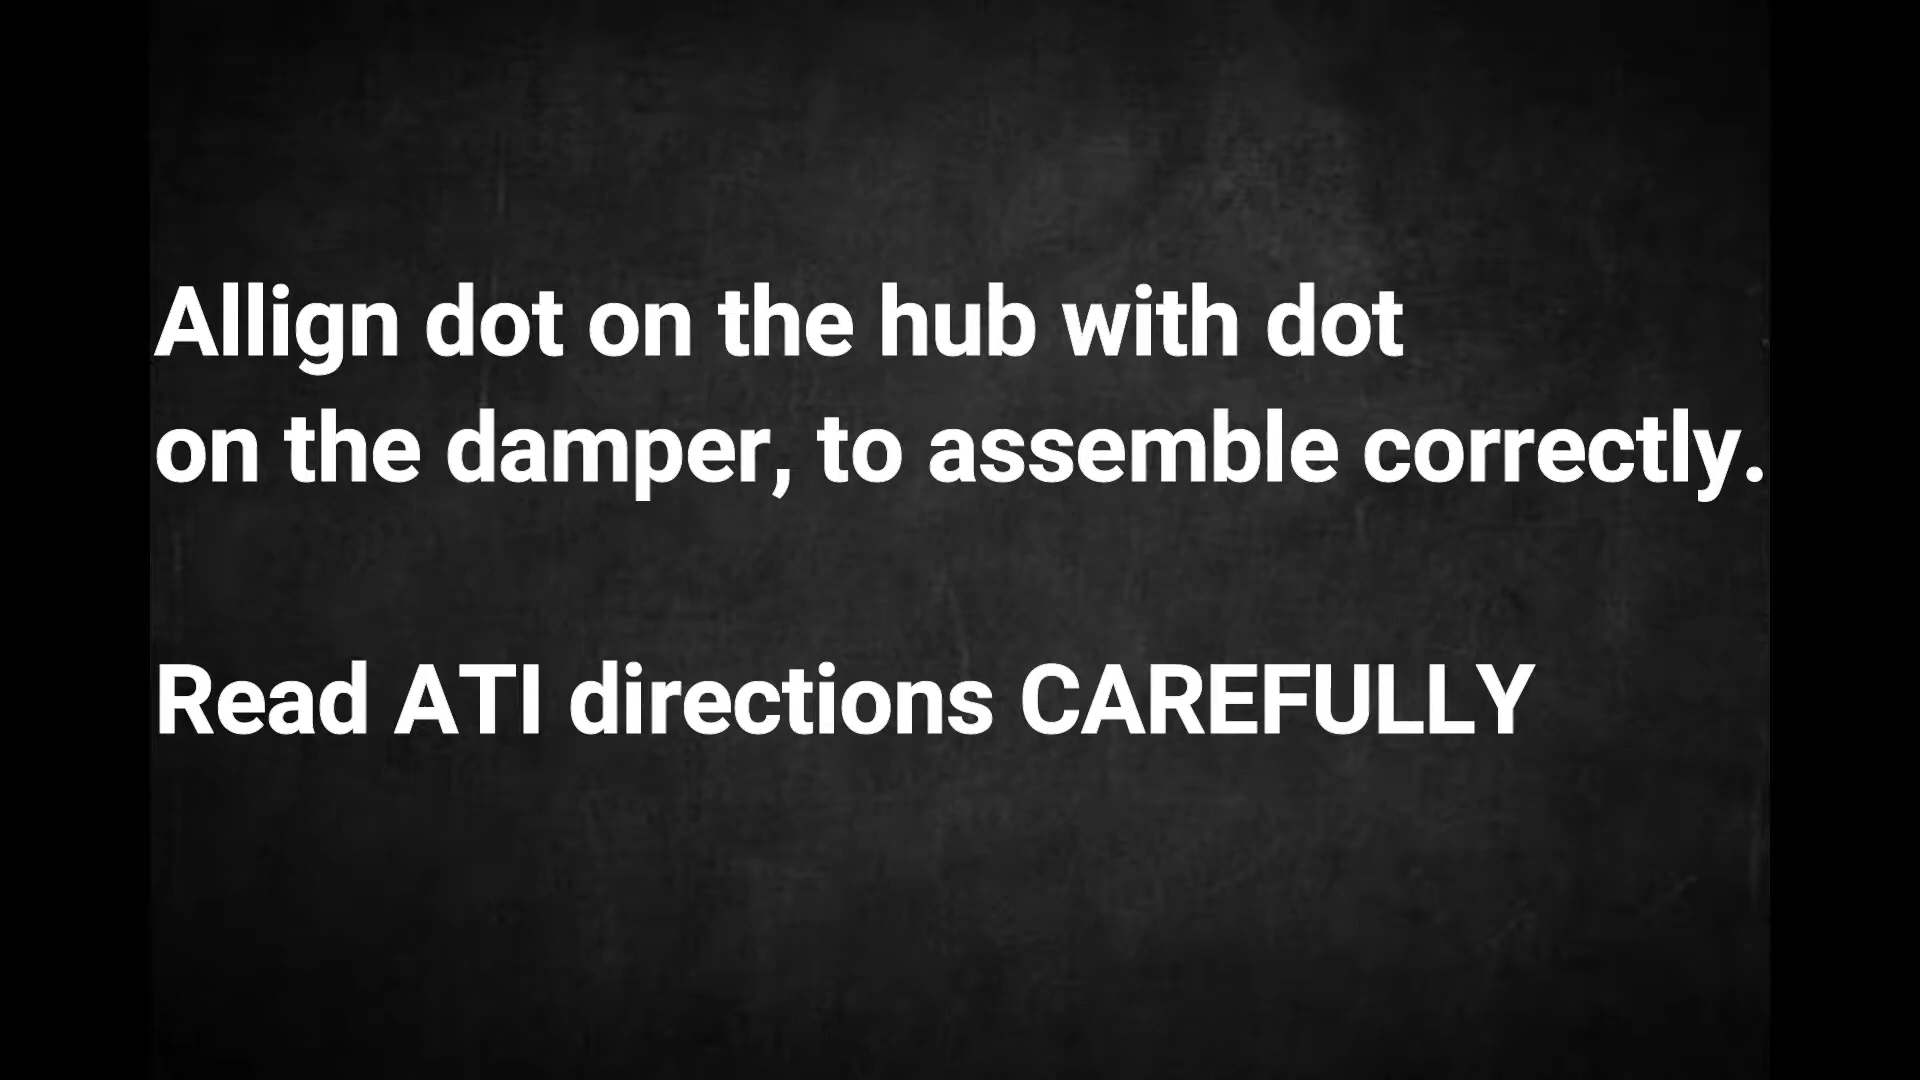 Allign dot on the hub with dot
on the damper, to assemble correctly.
Read ATI directions CAREFULLY